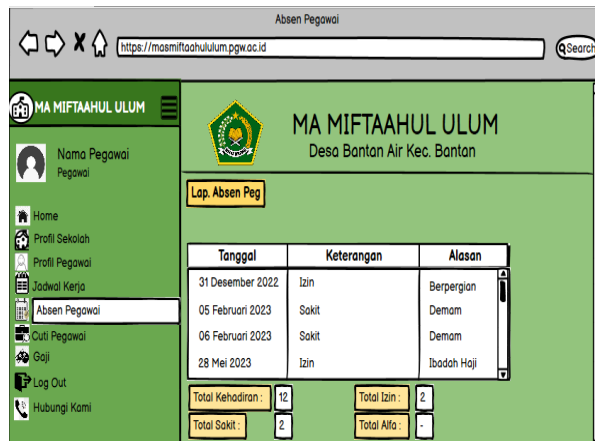 Absen Pegawai
https://masmiftaahululum.pgw.ac.id
Search
MA MIFTAAHUL ULUM
Nama Pegawai
Pegawai
Home
Profil Sekolah
Profil Pegawai
Jadwal Kerja
Absen Pegawai
Cuti Pegawai
Gaji
Log Out
Hubungi Kami
MA MIFTAAHUL ULUM
Desa Bantan Air Kec. Bantan
Lap. Absen Peg
Tanggal Keterangan Alasan
31 Desember 2022 Izin Berpergian
05 Februari 2023 Sakit Demam
06 Februari 2023 Sakit Demam
28 Mei 2023 Izin Ibadah Haji
Total Kehadiran : 12 Total Izin : 2
Total Sakit : 2 Total Alfa : -